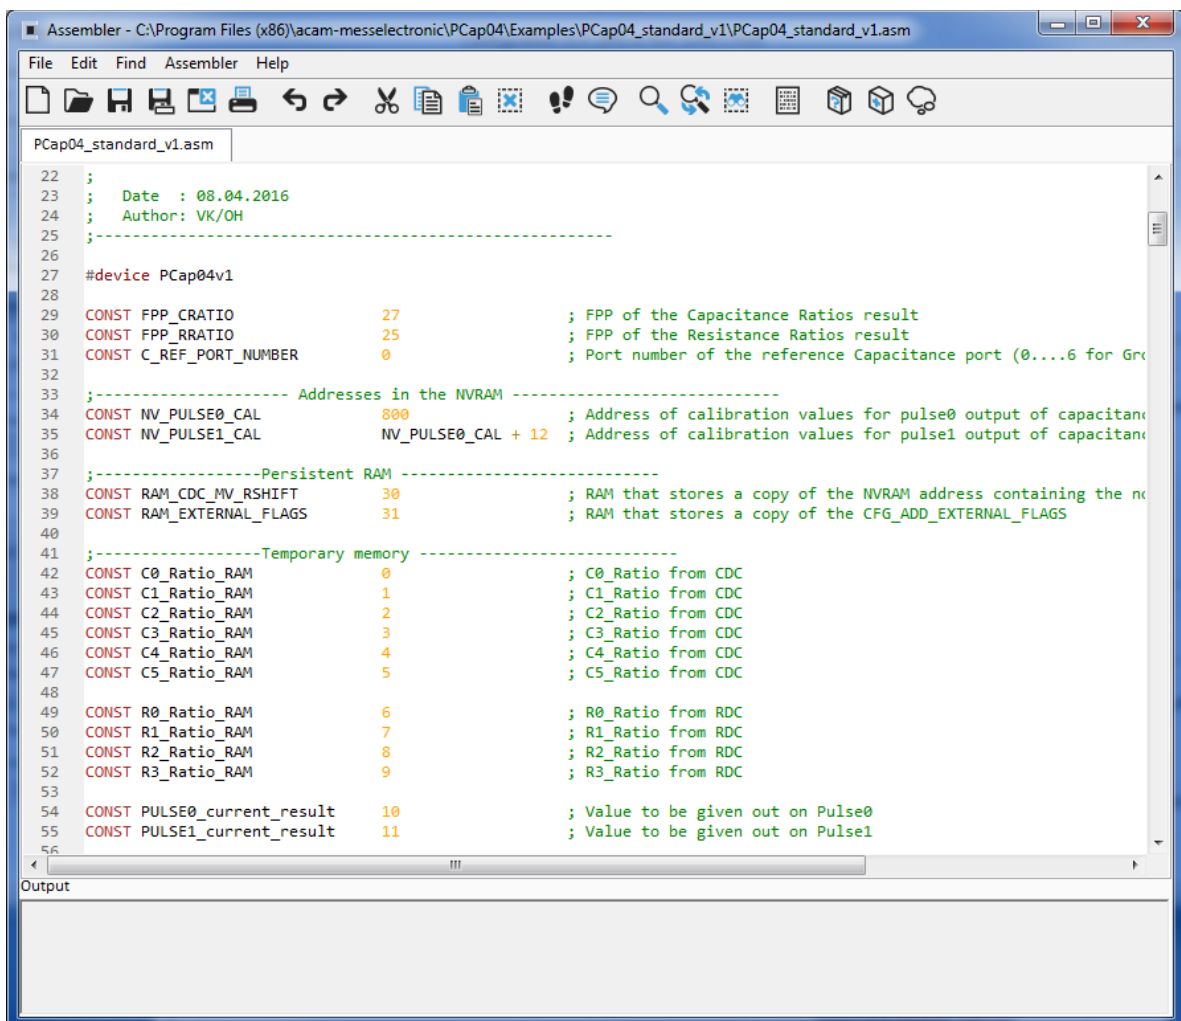 Assembler - C:\Program Files (x86)\acam-messelectronic\PCap04\Examples\PCap04_standard_v1\PCap04_standard_v1.asm
File Edit Find Assembler Help
PCap04_standard_v1.asm
22 ;
23 ; Date : 08.04.2016
24 ; Author: VK/OH
25 ;--------------------------------------------------------
26
27 #device PCap04v1
28
29 CONST FPP_CRATIO 27 ; FPP of the Capacitance Ratios result
30 CONST FPP_RRATIO 25 ; FPP of the Resistance Ratios result
31 CONST C_REF_PORT_NUMBER 0 ; Port number of the reference Capacitance port (0....6 for Gro
32
33 ;--------------------- Addresses in the NVRAM -----------------------------
34 CONST NV_PULSE0_CAL 800 ; Address of calibration values for pulse0 output of capacitanc
35 CONST NV_PULSE1_CAL NV_PULSE0_CAL + 12 ; Address of calibration values for pulse1 output of capacitanc
36
37 ;------------------Persistent RAM ----------------------------
38 CONST RAM_CDC_MV_RSHIFT 30 ; RAM that stores a copy of the NVRAM address containing the no
39 CONST RAM_EXTERNAL_FLAGS 31 ; RAM that stores a copy of the CFG_ADD_EXTERNAL_FLAGS
40
41 ;------------------Temporary memory ----------------------------
42 CONST C0_Ratio_RAM 0 ; C0_Ratio from CDC
43 CONST C1_Ratio_RAM 1 ; C1_Ratio from CDC
44 CONST C2_Ratio_RAM 2 ; C2_Ratio from CDC
45 CONST C3_Ratio_RAM 3 ; C3_Ratio from CDC
46 CONST C4_Ratio_RAM 4 ; C4_Ratio from CDC
47 CONST C5_Ratio_RAM 5 ; C5_Ratio from CDC
48
49 CONST R0_Ratio_RAM 6 ; R0_Ratio from RDC
50 CONST R1_Ratio_RAM 7 ; R1_Ratio from RDC
51 CONST R2_Ratio_RAM 8 ; R2_Ratio from RDC
52 CONST R3_Ratio_RAM 9 ; R3_Ratio from RDC
53
54 CONST PULSE0_current_result 10 ; Value to be given out on Pulse0
55 CONST PULSE1_current_result 11 ; Value to be given out on Pulse1
56
Output